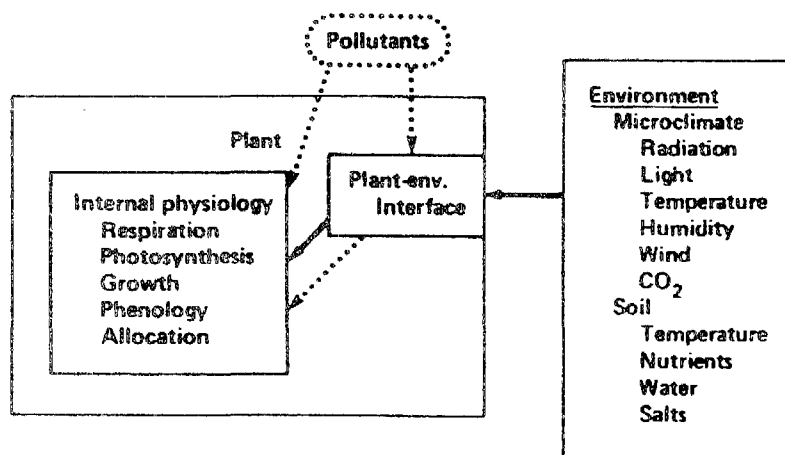 Pollutants
Plant
Internal physiology
Respiration
Photosynthesis
Growth
Phenology
Allocation
Plant-env.
Interface
Environment
Microclimate
Radiation
Light
Temperature
Humidity
Wind
CO₂
Soil
Temperature
Nutrients
Water
Salts